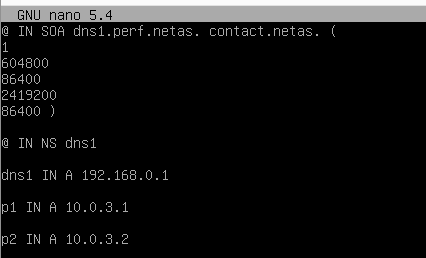 GNU nano 5.4
@ IN SOA dns1.perf.netas. contact.netas. (
1
604800
86400
2419200
86400 )
@ IN NS dns1
dns1 IN A 192.168.0.1
p1 IN A 10.0.3.1
p2 IN A 10.0.3.2